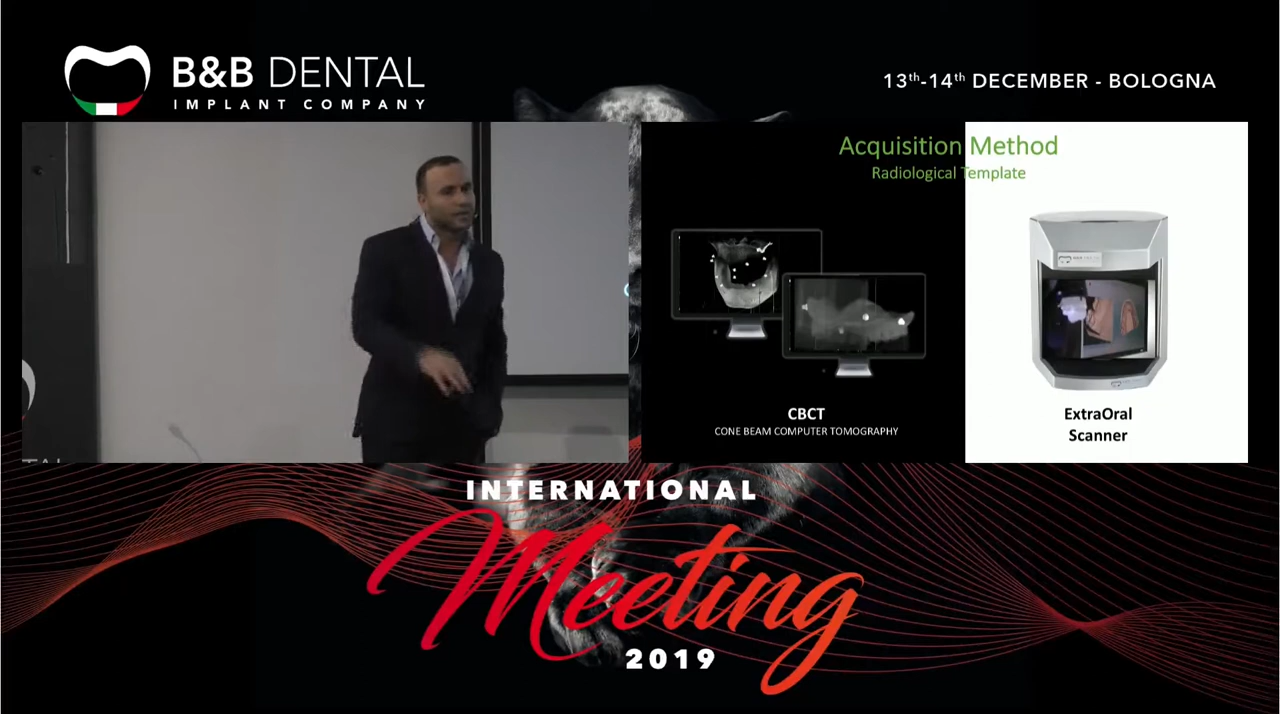 B&B DENTAL
IMPLANT COMPANY
13th-14th DECEMBER - BOLOGNA
Acquisition Method
Radiological Template
CBCT
CONE BEAM COMPUTER TOMOGRAPHY
ExtraOral
Scanner
INTERNATIONAL
Meeting
2019